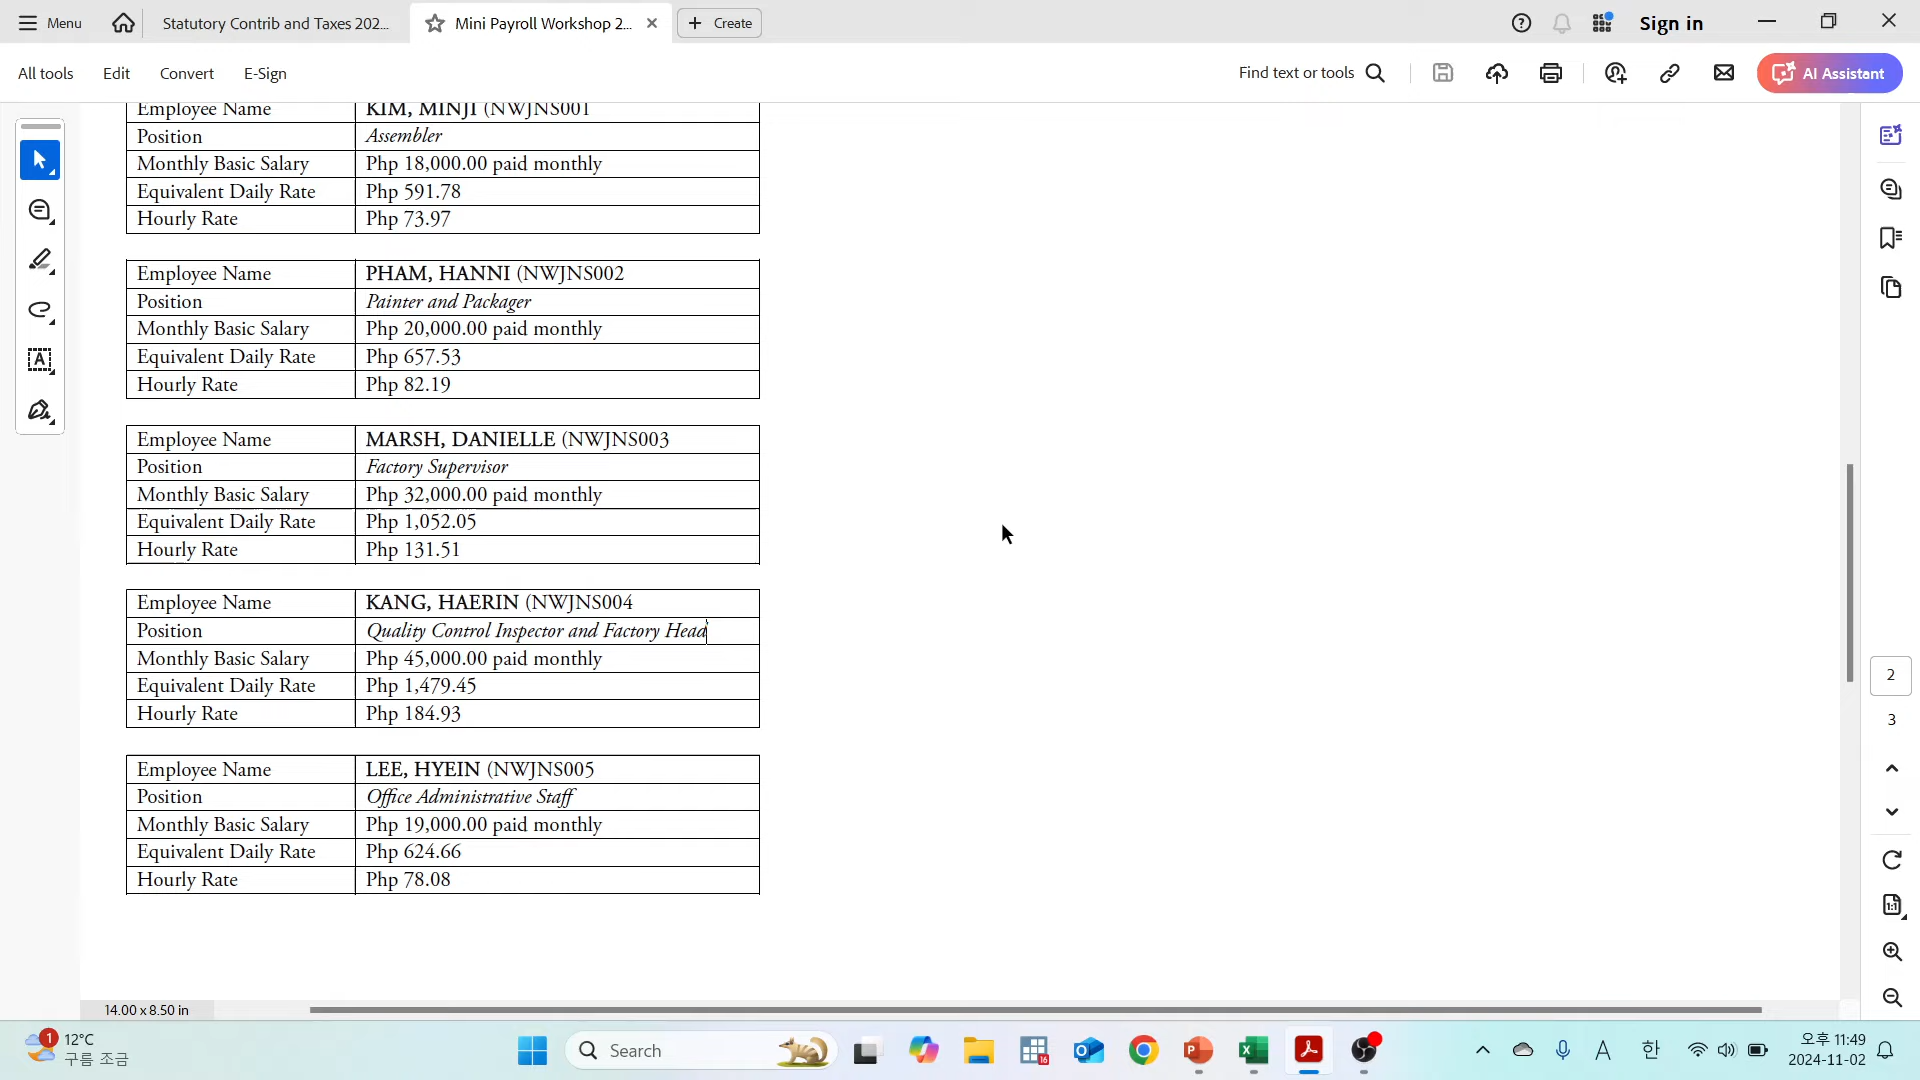 Menu
Statutory Contrib and Taxes 202...
Mini Payroll Workshop 2...
Create
Sign in
All tools
Edit
Convert
E-Sign
Find text or tools
AI Assistant
Employee Name KIM, MINJI (NWJNS001
Position Assembler
Monthly Basic Salary Php 18,000.00 paid monthly
Equivalent Daily Rate Php 591.78
Hourly Rate Php 73.97
Employee Name PHAM, HANNI (NWJNS002
Position Painter and Packager
Monthly Basic Salary Php 20,000.00 paid monthly
Equivalent Daily Rate Php 657.53
Hourly Rate Php 82.19
Employee Name MARSH, DANIELLE (NWJNS003
Position Factory Supervisor
Monthly Basic Salary Php 32,000.00 paid monthly
Equivalent Daily Rate Php 1,052.05
Hourly Rate Php 131.51
Employee Name KANG, HAERIN (NWJNS004
Position Quality Control Inspector and Factory Head
Monthly Basic Salary Php 45,000.00 paid monthly
Equivalent Daily Rate Php 1,479.45
Hourly Rate Php 184.93
Employee Name LEE, HYEIN (NWJNS005
Position Office Administrative Staff
Monthly Basic Salary Php 19,000.00 paid monthly
Equivalent Daily Rate Php 624.66
Hourly Rate Php 78.08
2
3
14.00 x 8.50 in
1
12°C
구름 조금
Search
16
A
한
오후 11:49
2024-11-02